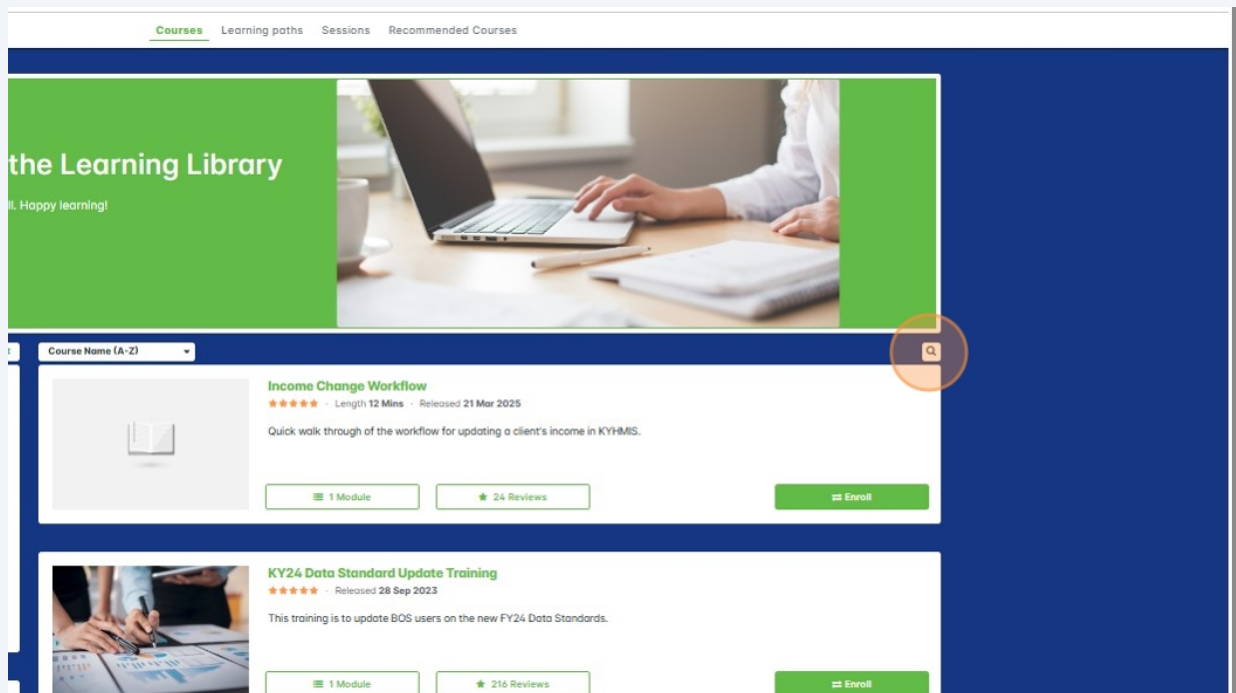 Courses Learning paths Sessions Recommended Courses
the Learning Library
ll. Happy learning!
Course Name (A-Z)
Income Change Workflow
Length 12 Mins · Released 21 Mar 2025
Quick walk through of the workflow for updating a client's income in KYHMIS.
1 Module 24 Reviews Enroll
KY24 Data Standard Update Training
· Released 28 Sep 2023
This training is to update BOS users on the new FY24 Data Standards.
1 Module 216 Reviews Enroll